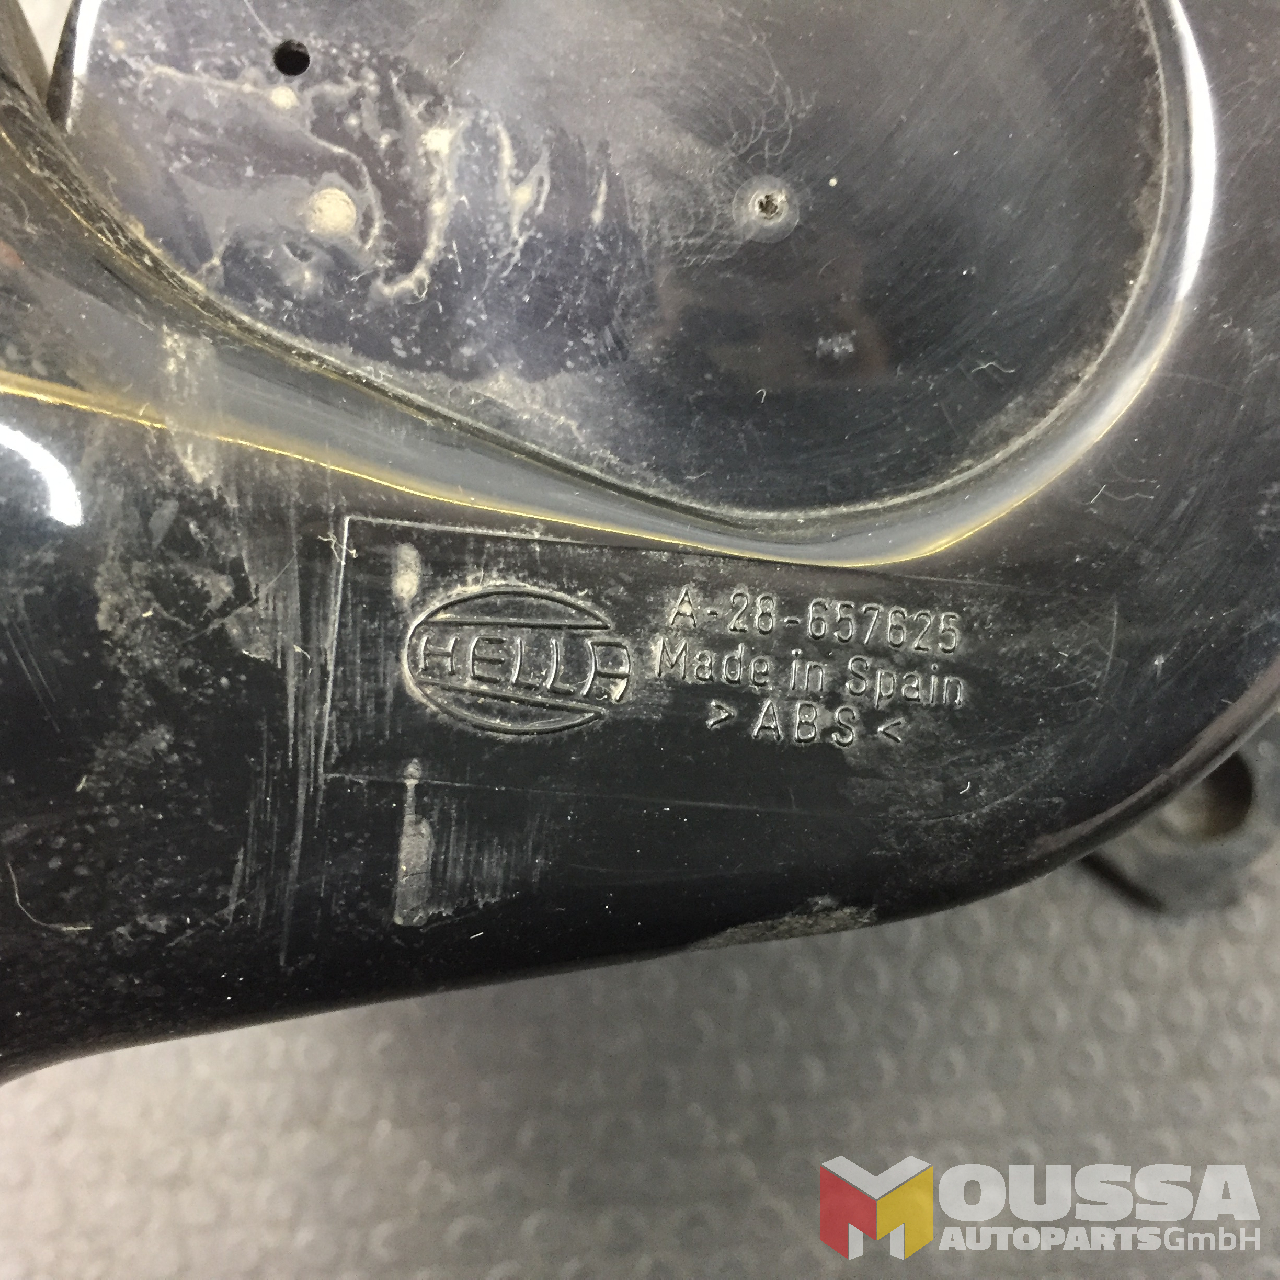 HELLA
A-28-657625
Made in Spain
> ABS <
MOUSSA
AUTOPARTSGmbH